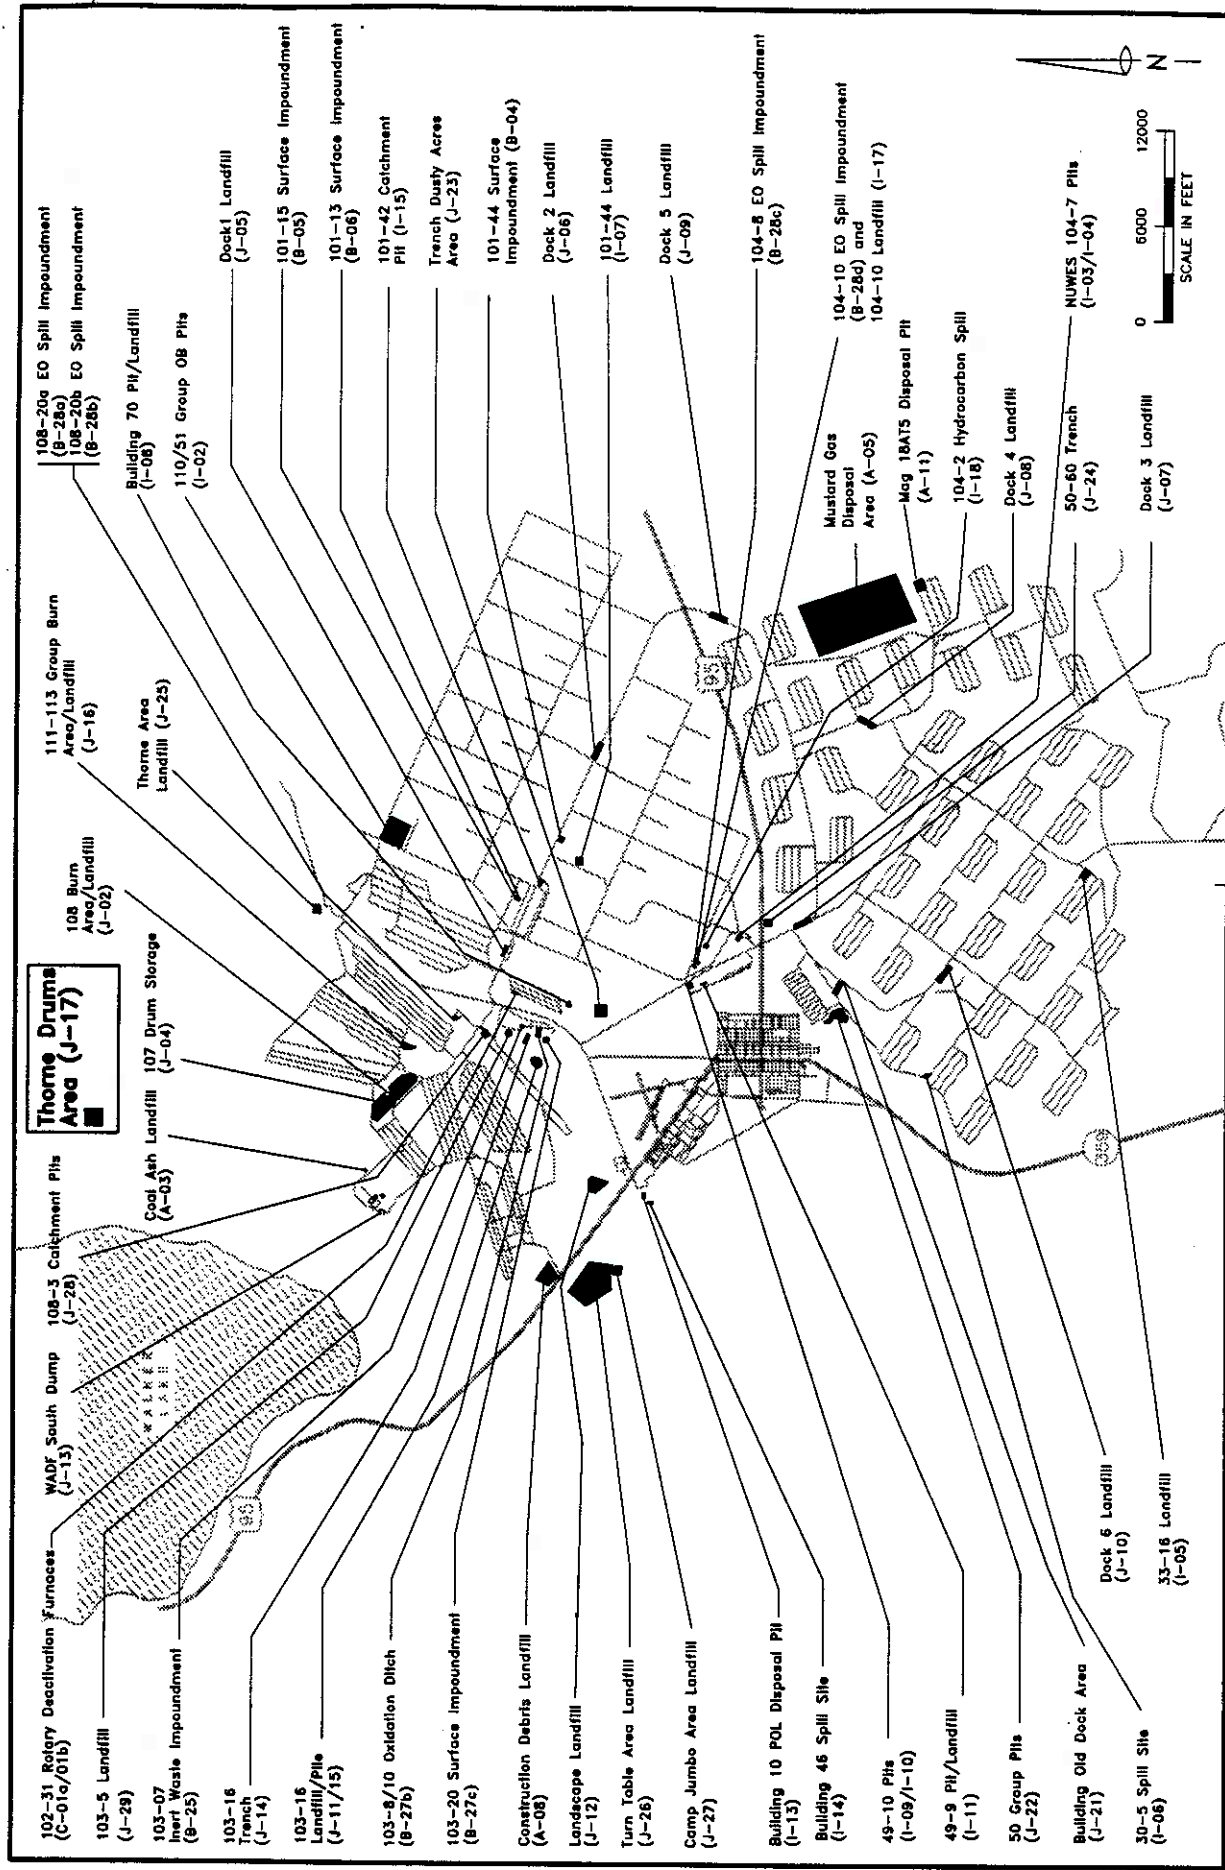 108-20a EO Spill Impoundment
(B-28a)
108-20b EO Spill Impoundment
(B-28b)
Building 70 Pit/Landfill
(I-08)
110/51 Group OB Pits
(I-02)
Dock1 Landfill
(J-05)
101-15 Surface Impoundment
(B-05)
101-13 Surface Impoundment
(B-06)
101-42 Catchment
Pit (I-15)
Trench Dusty Acres
Area (J-23)
101-44 Surface
Impoundment (B-04)
Dock 2 Landfill
(J-06)
101-44 Landfill
(I-07)
Dock 5 Landfill
(J-09)
104-8 EO Spill Impoundment
(B-28c)
104-10 EO Spill Impoundment
(B-28d) and
104-10 Landfill (I-17)
N
0 6000 12000
SCALE IN FEET
111-113 Group Burn
Area/Landfill
(J-16)
Thorne Area
Landfill (J-25)
108 Burn
Area/Landfill
(J-02)
Thorne Drums
Area (J-17)
107 Drum Storage
(J-04)
Coal Ash Landfill
(A-03)
108-3 Catchment Pits
(J-28)
WADF South Dump
(J-13)
Mustard Gas
Disposal
Area (A-05)
Mag 18AT5 Disposal Pit
(A-11)
104-2 Hydrocarbon Spill
(I-18)
Dock 4 Landfill
(J-08)
NUWES 104-7 Pits
(I-03/I-04)
50-60 Trench
(J-24)
Dock 3 Landfill
(J-07)
WALKER
LAKE
95
95
359
102-31 Rotary Deactivation Furnaces
(C-01a/01b)
103-5 Landfill
(J-29)
103-07
Inert Waste Impoundment
(B-25)
103-16
Trench
(J-14)
103-16
Landfill/Pile
(J-11/15)
103-8/10 Oxidation Ditch
(B-27b)
103-20 Surface Impoundment
(B-27c)
Construction Debris Landfill
(A-08)
Landscape Landfill
(J-12)
Turn Table Area Landfill
(J-26)
Camp Jumbo Area Landfill
(J-27)
Building 10 POL Disposal Pit
(I-13)
Building 46 Spill Site
(I-14)
49-10 Pits
(I-09/I-10)
49-9 Pit/Landfill
(I-11)
50 Group Pits
(J-22)
Building Old Dock Area
(J-21)
30-5 Spill Site
(I-06)
Dock 6 Landfill
(J-10)
33-16 Landfill
(I-05)